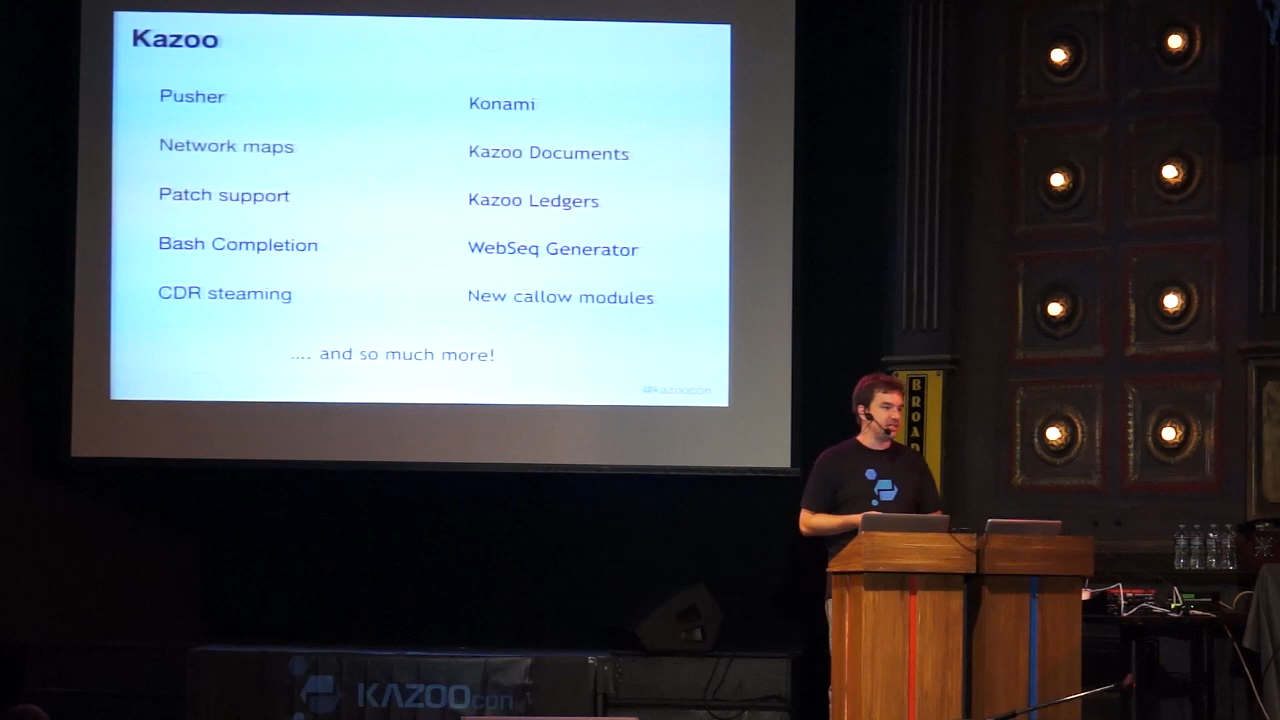 Kazoo
Pusher
Network maps
Patch support
Bash Completion
CDR steaming
Konami
Kazoo Documents
Kazoo Ledgers
WebSeq Generator
New callow modules
.... and so much more!
@kazoocon
BROAD
KAZOOcon